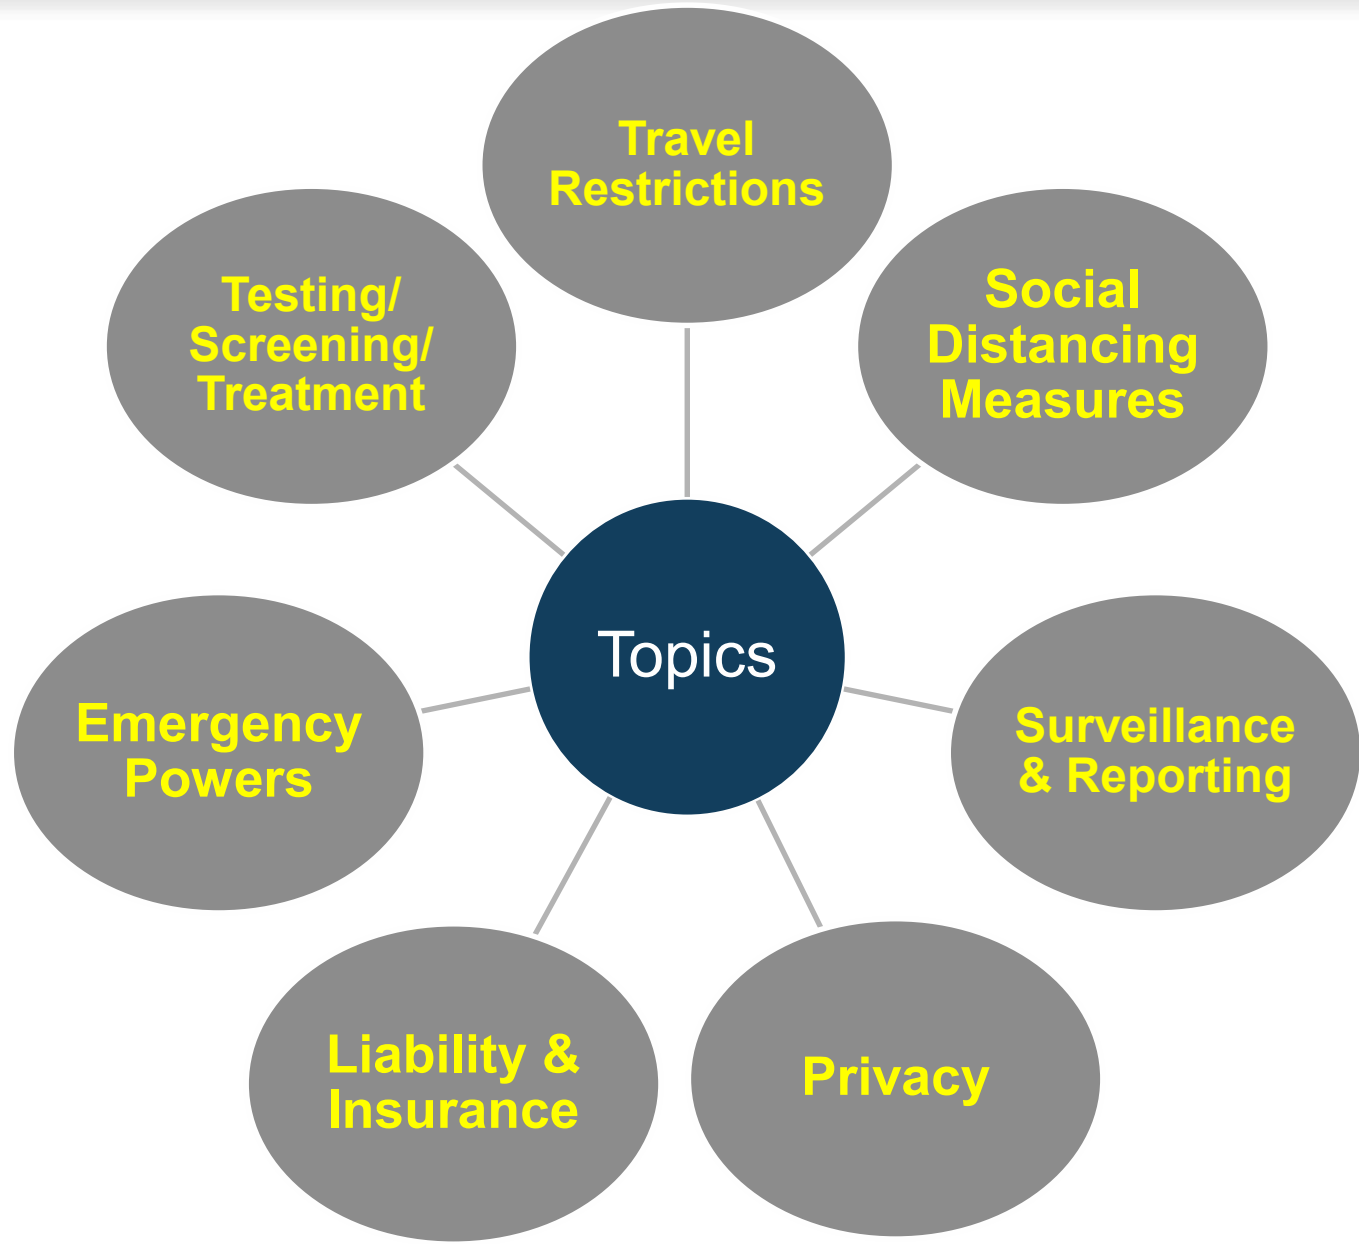 Travel
Restrictions
Social
Distancing
Measures
Surveillance
& Reporting
Privacy
Liability &
Insurance
Emergency
Powers
Testing/
Screening/
Treatment
Topics